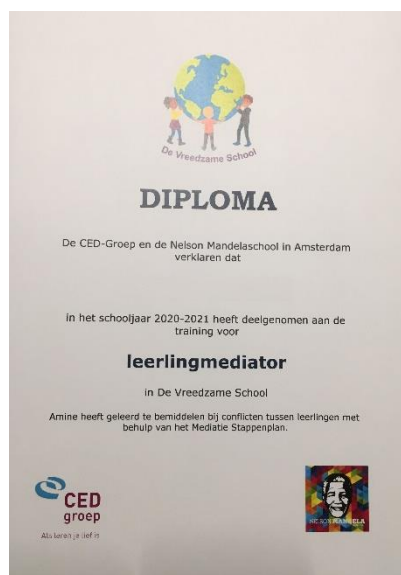 De Vreedzame School
DIPLOMA
De CED-Groep en de Nelson Mandelaschool in Amsterdam
verklaren dat
in het schooljaar 2020-2021 heeft deelgenomen aan de
training voor
leerlingmediator
in De Vreedzame School
Amine heeft geleerd te bemiddelen bij conflicten tussen leerlingen met
behulp van het Mediatie Stappenplan.
CED
groep
Als leren je lief is
NELSON MANDELA